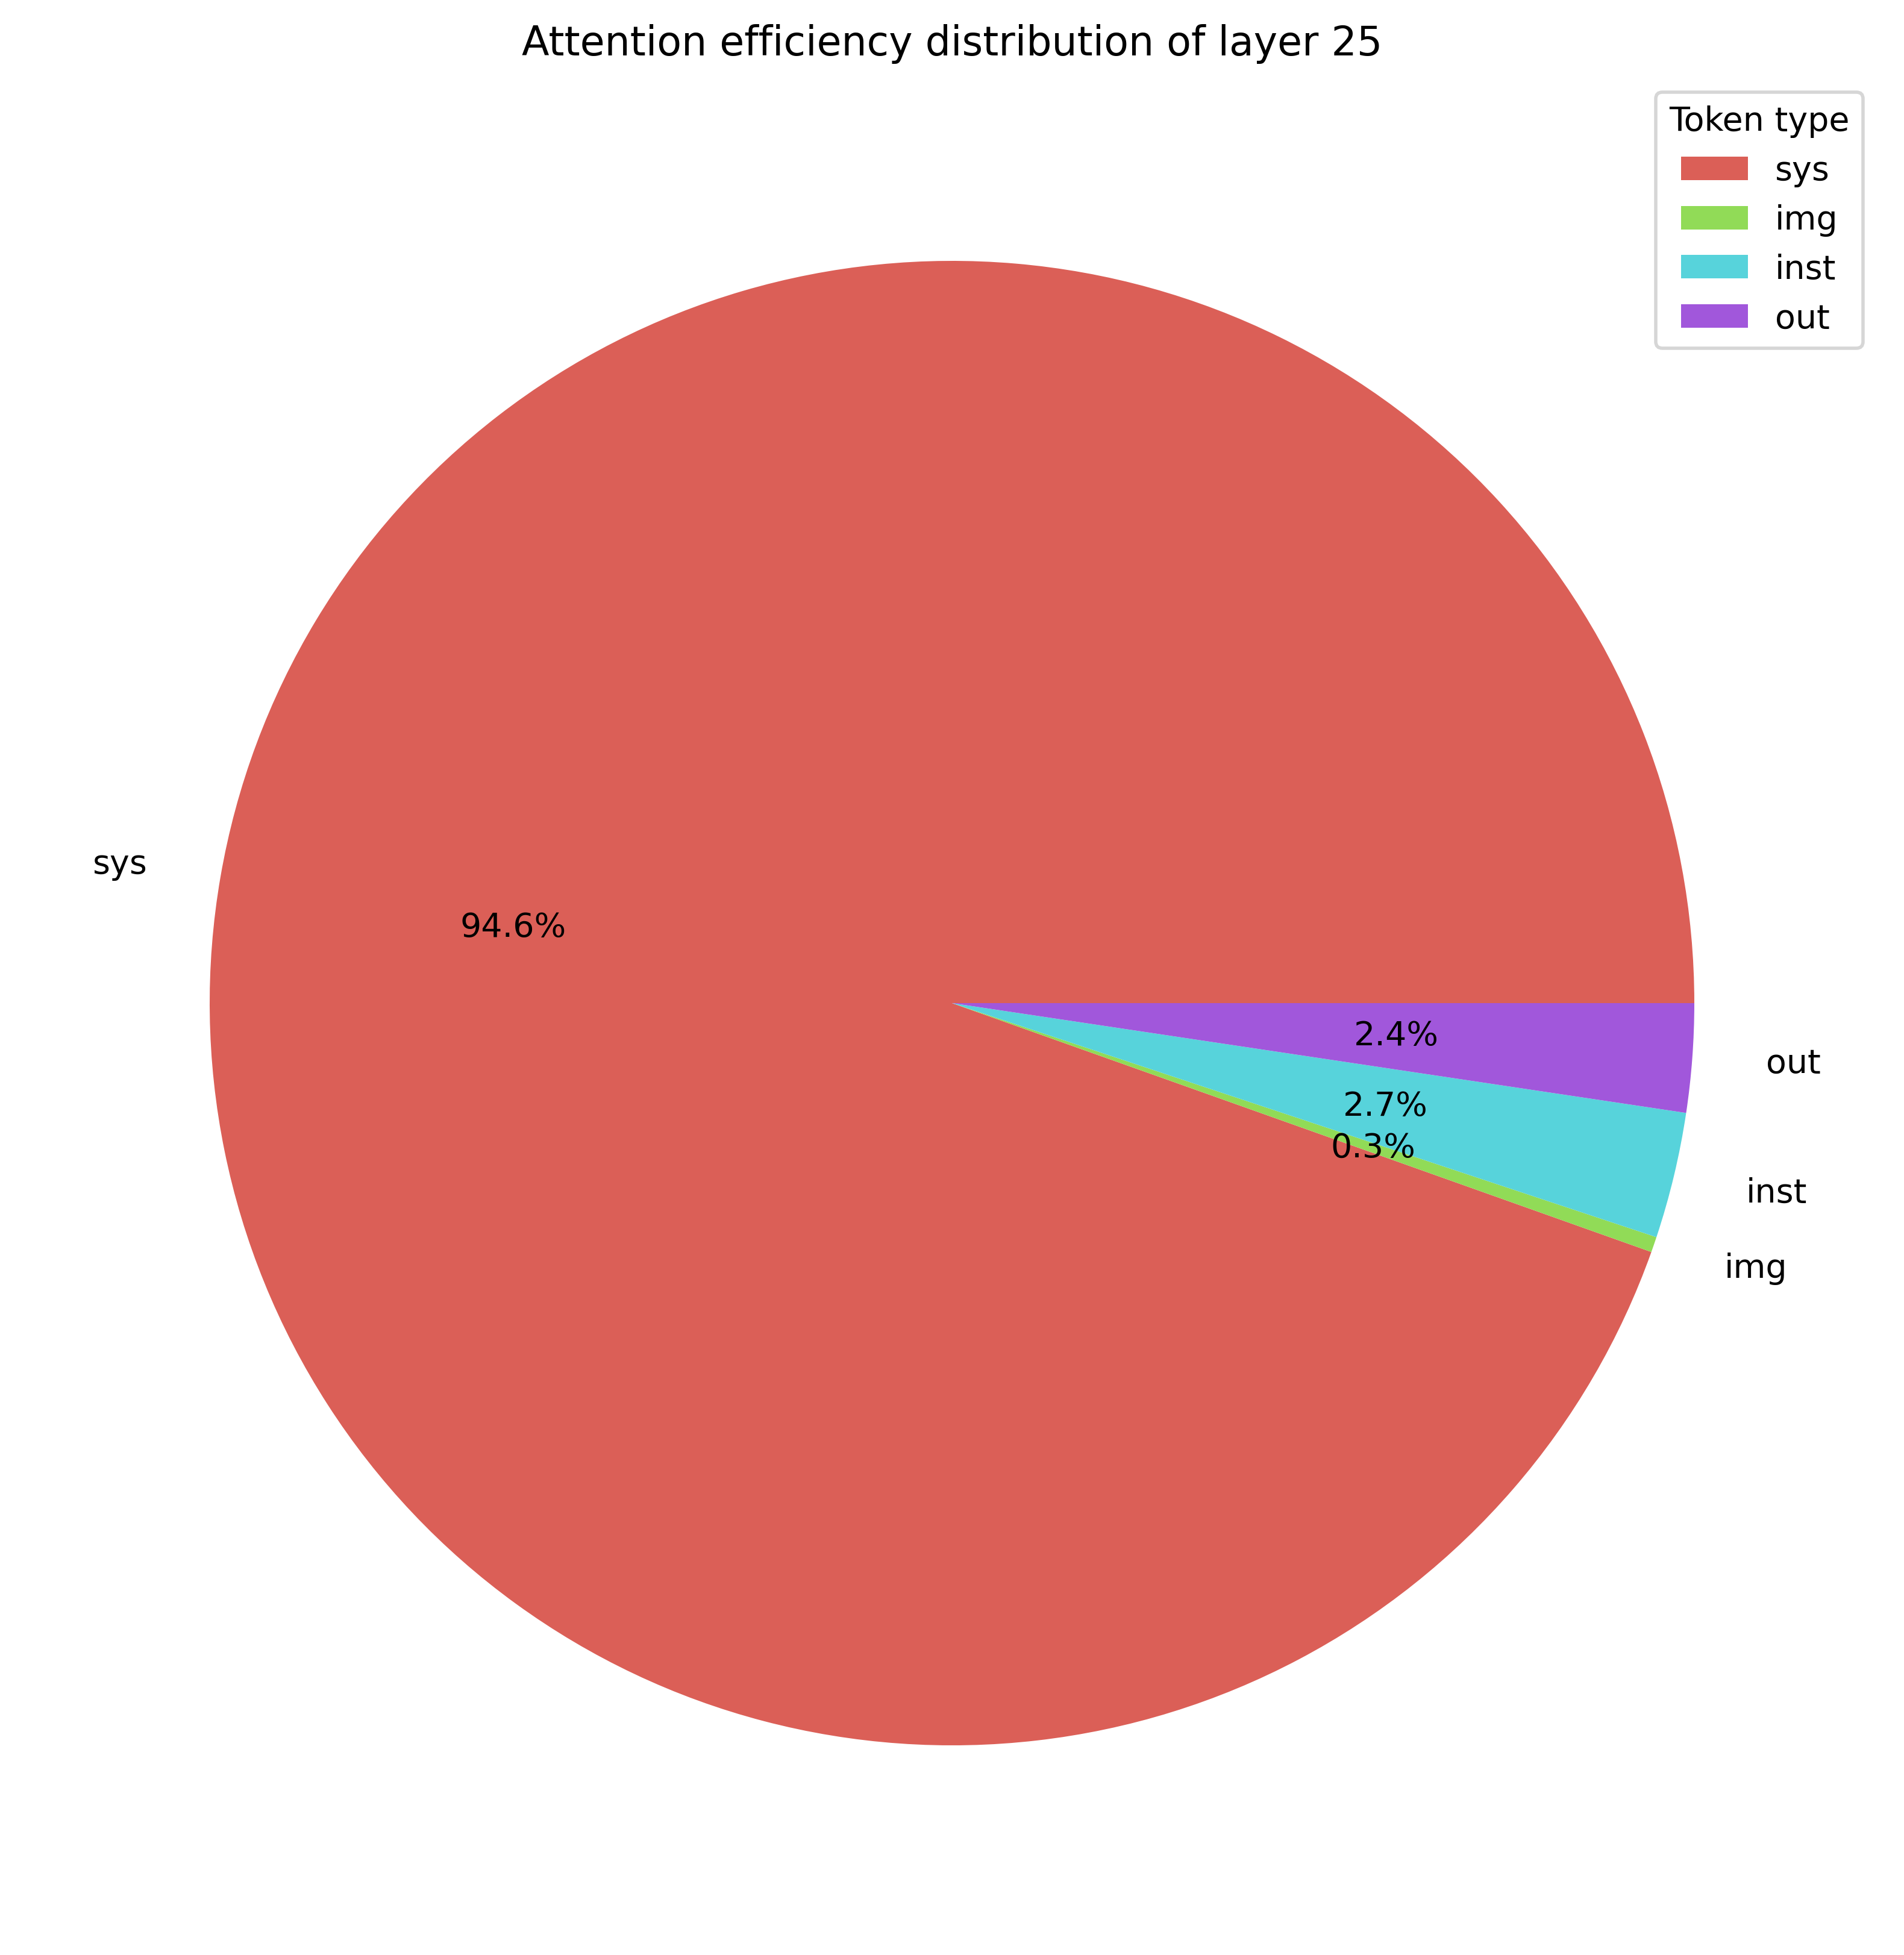 Attention efficiency distribution of layer 25
Token type
sys
img
inst
out
sys
94.6%
2.4%
out
2.7%
0.3%
inst
img